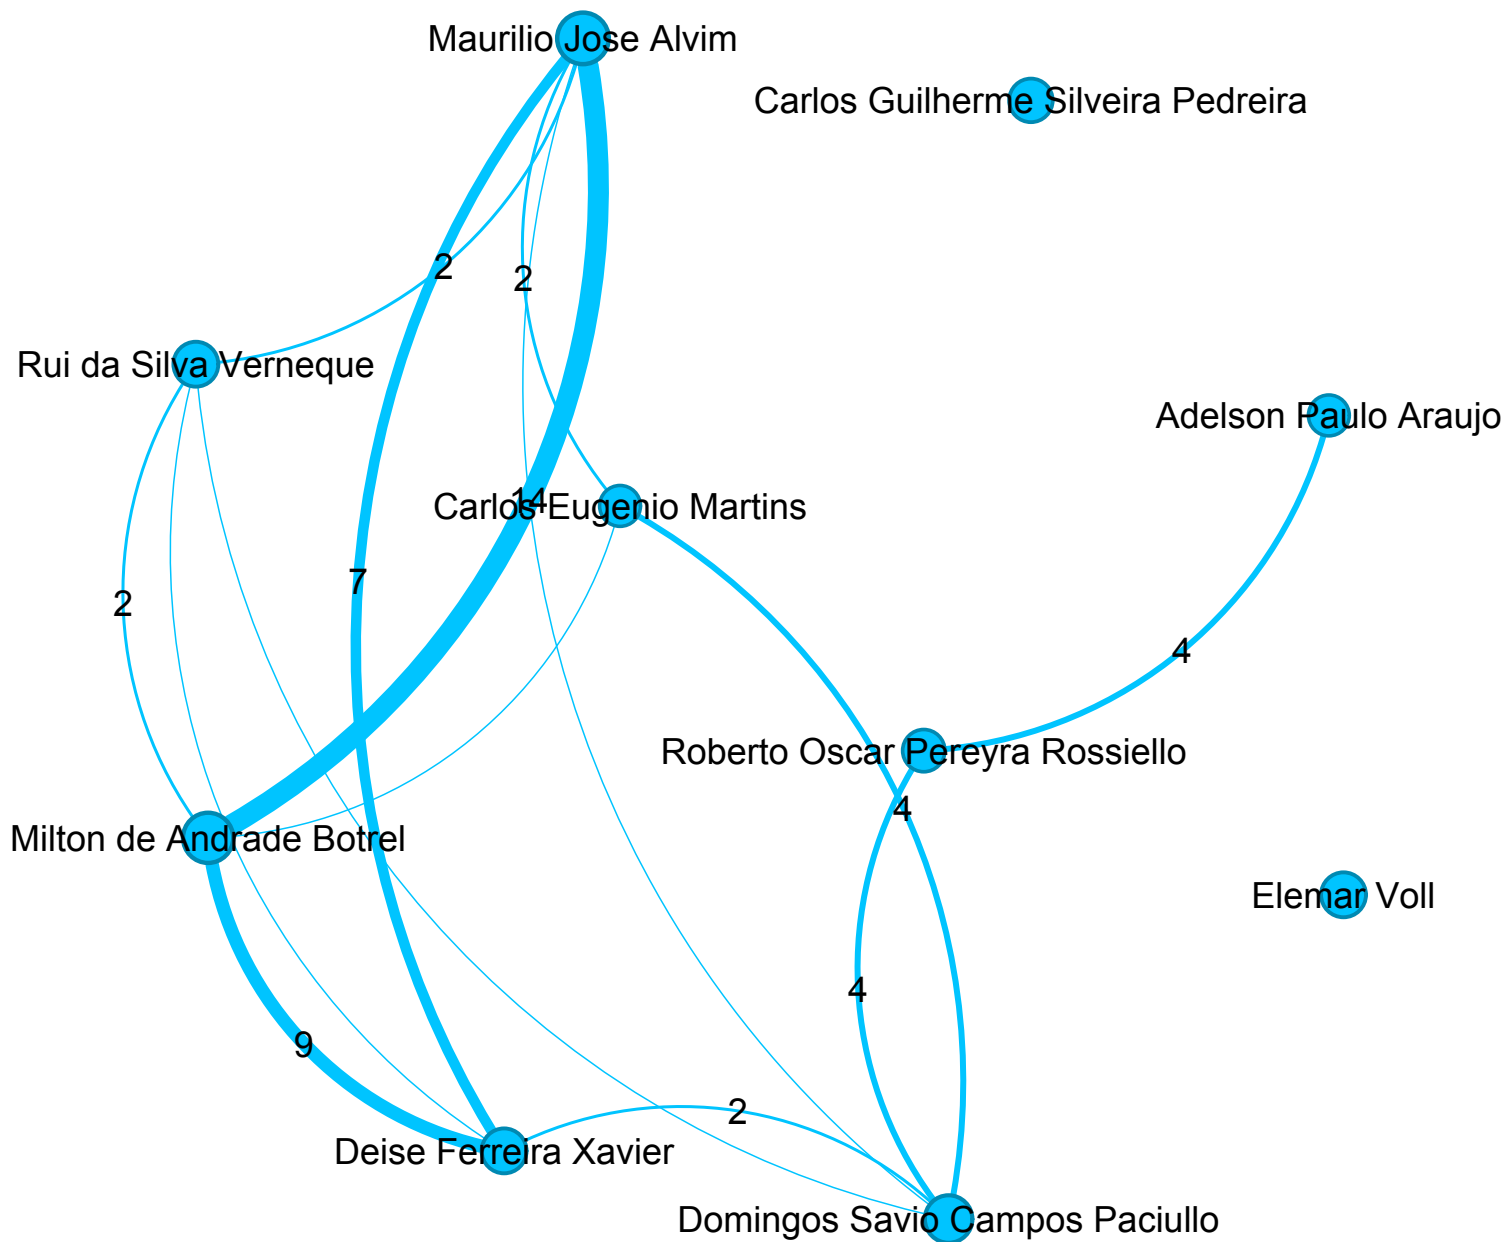 Maurilio Jose Alvim
Carlos Guilherme Silveira Pedreira
2
2
Rui da Silva Verneque
Adelson Paulo Araujo
14
Carlos Eugenio Martins
7
2
4
Roberto Oscar Pereyra Rossiello
4
Milton de Andrade Botrel
Elemar Voll
4
9
2
Deise Ferreira Xavier
Domingos Savio Campos Paciullo